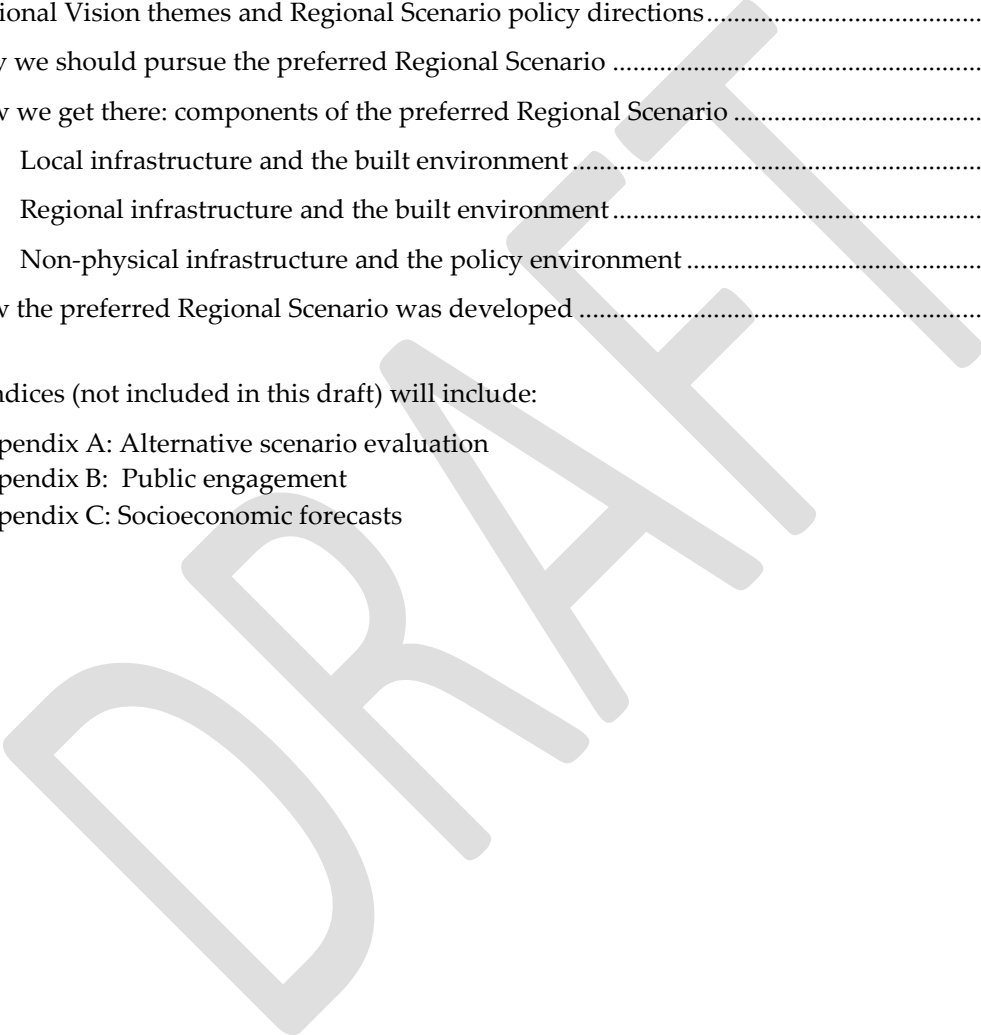 ional Vision themes and Regional Scenario policy directions
y we should pursue the preferred Regional Scenario
w we get there: components of the preferred Regional Scenario
Local infrastructure and the built environment
Regional infrastructure and the built environment
Non-physical infrastructure and the policy environment
w the preferred Regional Scenario was developed
ndices (not included in this draft) will include:
pendix A: Alternative scenario evaluation
pendix B:  Public engagement
pendix C: Socioeconomic forecasts
DRAFT